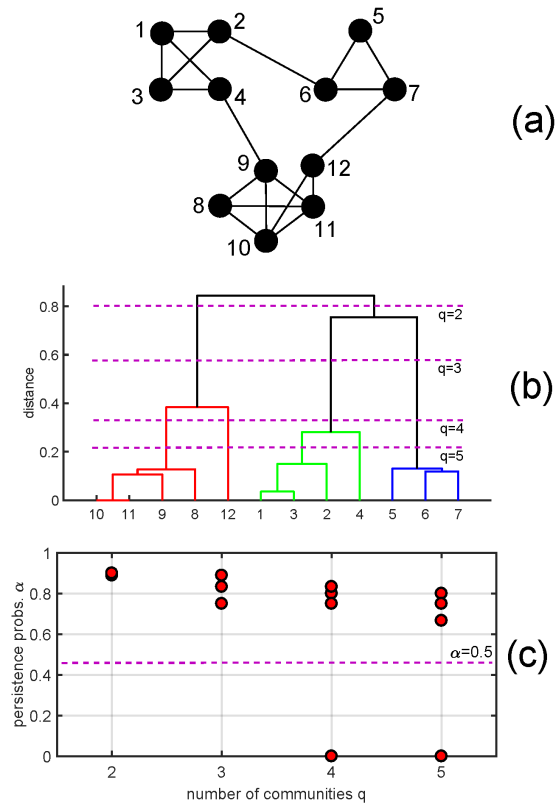 1 2 5
3 4 6 7
(a)
9 12
8
10 11
0.8
q=2
0.6
q=3
distance
(b)
0.4
q=4
0.2
q=5
0
10 11 9 8 12 1 3 2 4 5 6 7
1
0.8
0.6
persistence probs. α
α=0.5
(c)
0.4
0.2
0
2 3 4 5
number of communities q